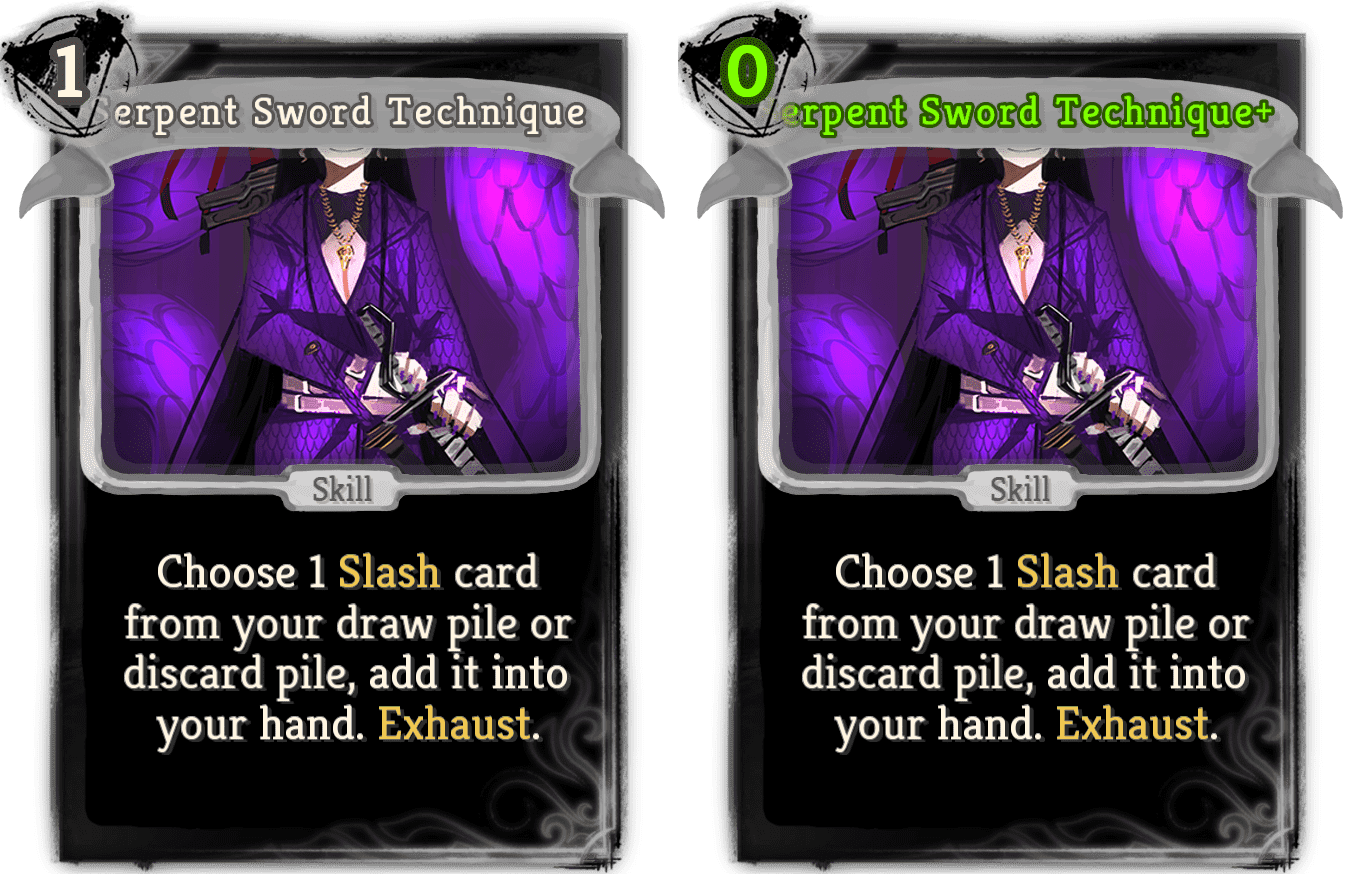 1
Serpent Sword Technique
Skill
Choose 1 Slash card
from your draw pile or
discard pile, add it into
your hand. Exhaust.
0
Serpent Sword Technique+
Skill
Choose 1 Slash card
from your draw pile or
discard pile, add it into
your hand. Exhaust.